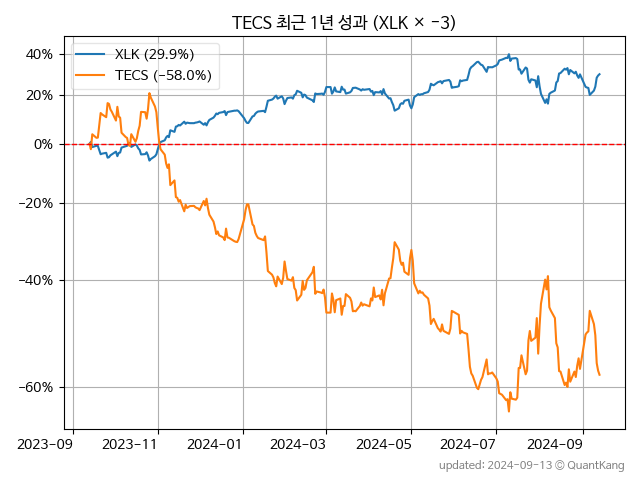 TECS 최근 1년 성과 (XLK × −3)
XLK (29.9%)
TECS (−58.0%)
40%
20%
0%
−20%
−40%
−60%
2023-09 2023-11 2024-01 2024-03 2024-05 2024-07 2024-09
updated: 2024-09-13 © QuantKang